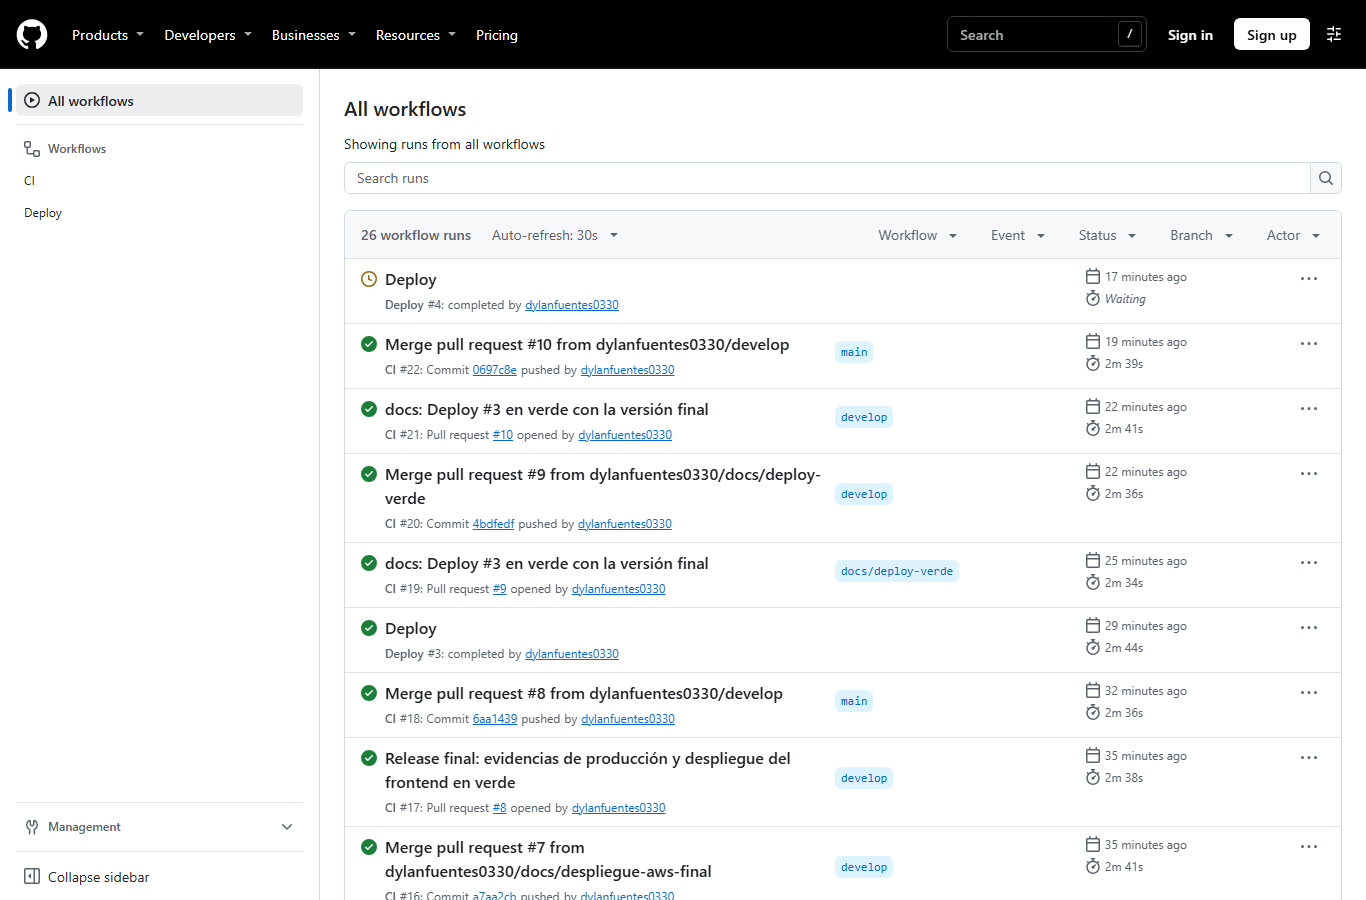 Products
Developers
Businesses
Resources
Pricing
Search
/
Sign in
Sign up
All workflows
Workflows
CI
Deploy
Management
Collapse sidebar
All workflows
Showing runs from all workflows
Search runs
26 workflow runs
Auto-refresh: 30s
Workflow
Event
Status
Branch
Actor
Deploy
Deploy #4: completed by dylanfuentes0330
17 minutes ago
Waiting
Merge pull request #10 from dylanfuentes0330/develop
CI #22: Commit 0697c8e pushed by dylanfuentes0330
main
19 minutes ago
2m 39s
docs: Deploy #3 en verde con la versión final
CI #21: Pull request #10 opened by dylanfuentes0330
develop
22 minutes ago
2m 41s
Merge pull request #9 from dylanfuentes0330/docs/deploy-
verde
CI #20: Commit 4bdfedf pushed by dylanfuentes0330
develop
22 minutes ago
2m 36s
docs: Deploy #3 en verde con la versión final
CI #19: Pull request #9 opened by dylanfuentes0330
docs/deploy-verde
25 minutes ago
2m 34s
Deploy
Deploy #3: completed by dylanfuentes0330
29 minutes ago
2m 44s
Merge pull request #8 from dylanfuentes0330/develop
CI #18: Commit 6aa1439 pushed by dylanfuentes0330
main
32 minutes ago
2m 36s
Release final: evidencias de producción y despliegue del
frontend en verde
CI #17: Pull request #8 opened by dylanfuentes0330
develop
35 minutes ago
2m 38s
Merge pull request #7 from
dylanfuentes0330/docs/despliegue-aws-final
CI #16: Commit a7aa2cb pushed by dylanfuentes0330
develop
35 minutes ago
2m 41s